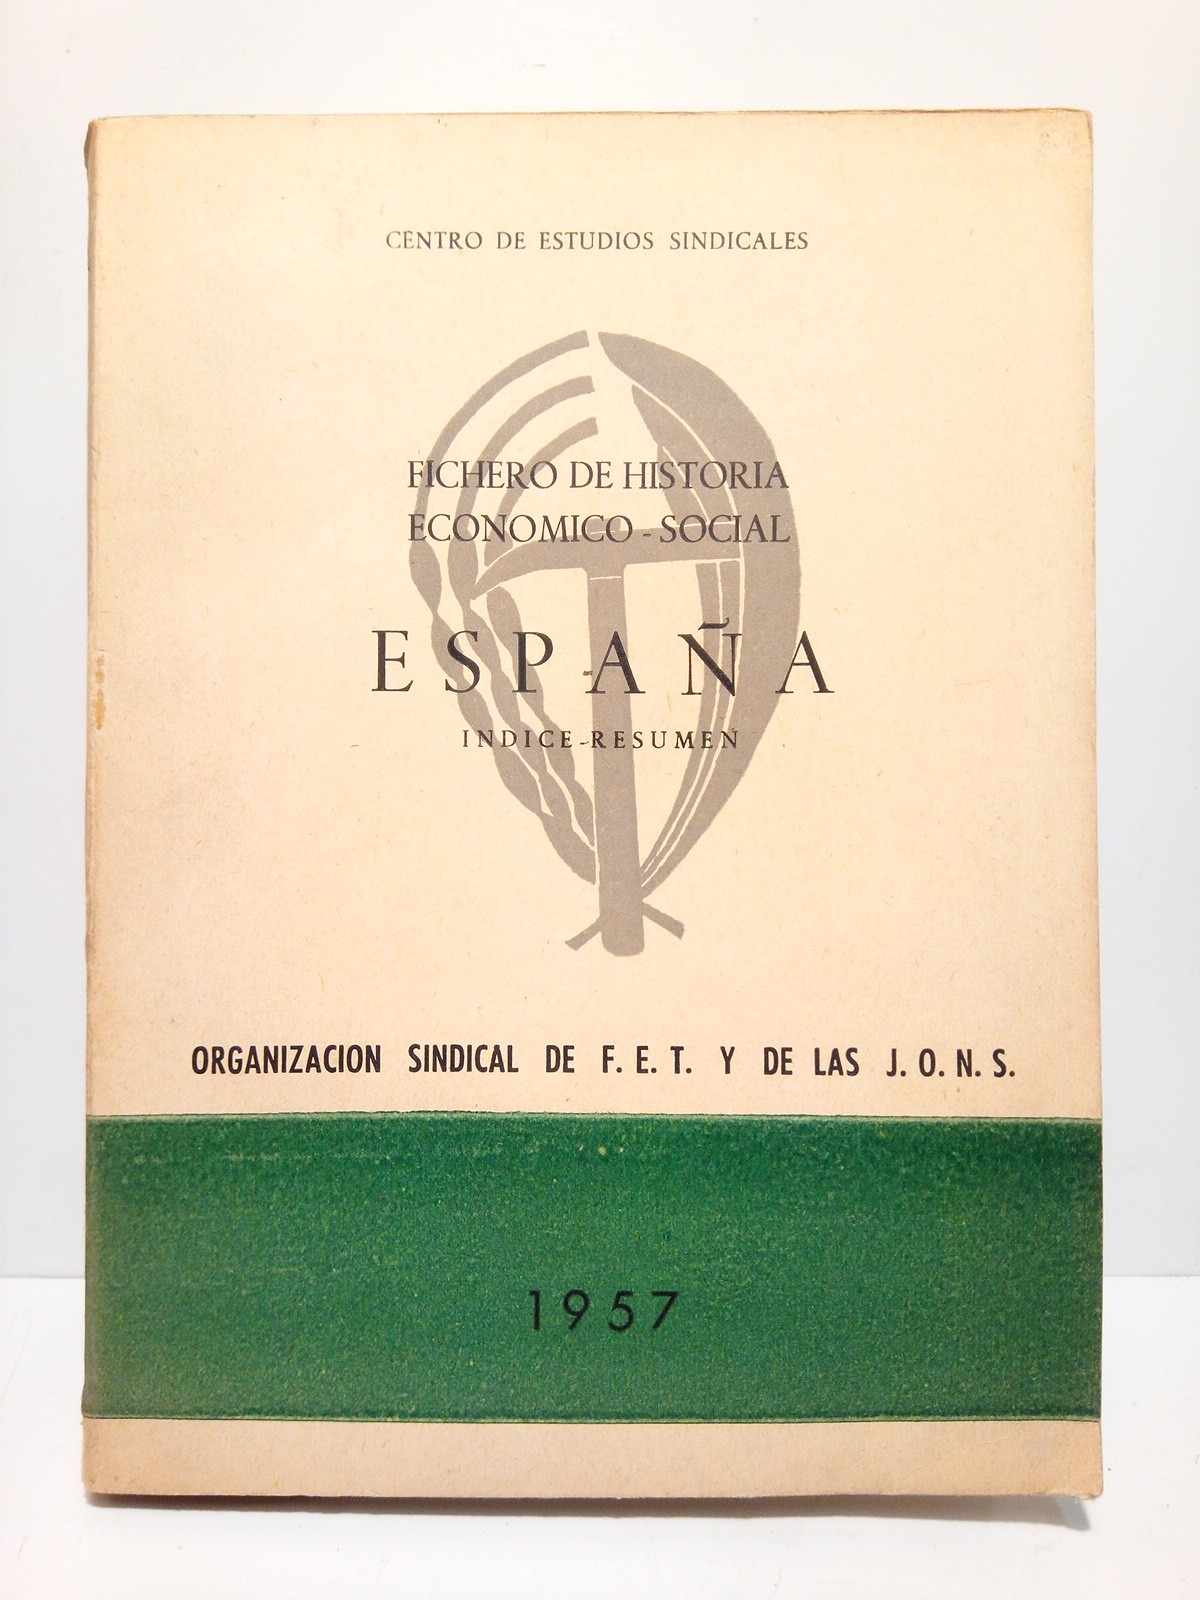 CENTRO DE ESTUDIOS SINDICALES
FICHERO DE HISTORIA
ECONOMICO - SOCIAL
ESPAÑA
INDICE-RESUMEN
ORGANIZACION SINDICAL DE F. E. T. Y DE LAS J. O. N. S.
1957